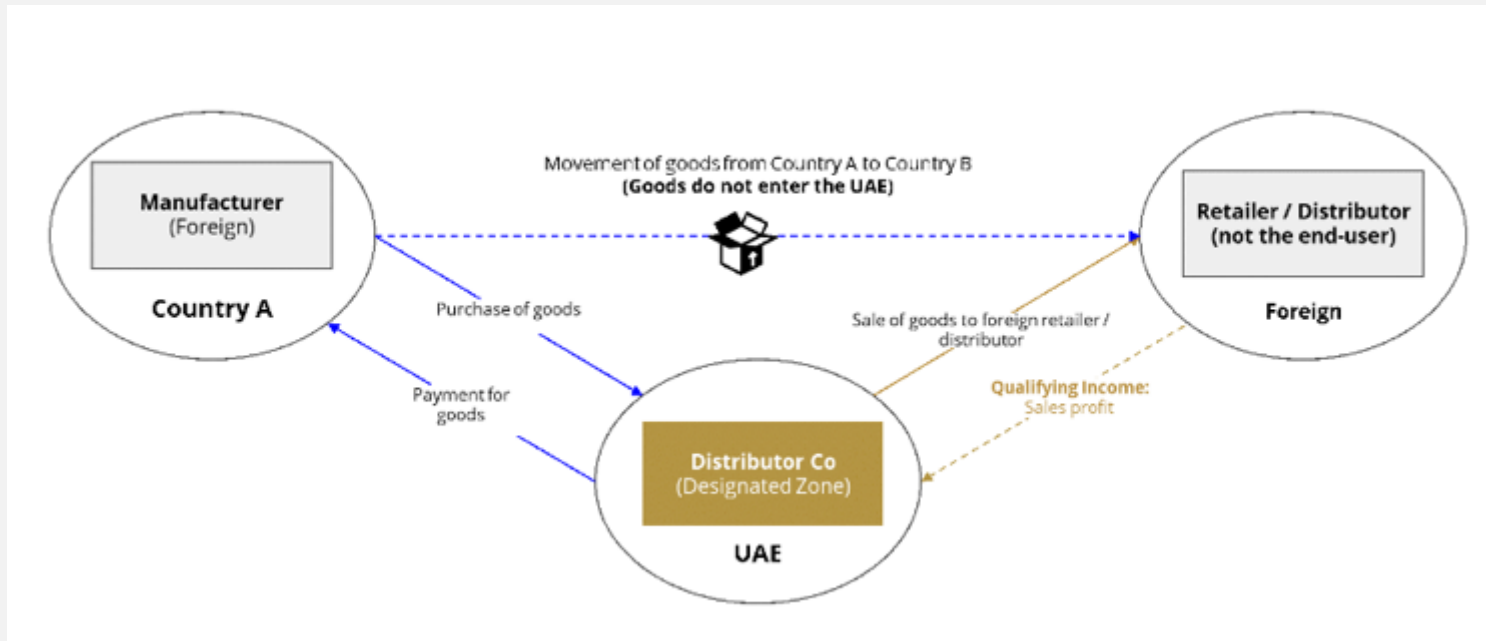 Movement of goods from Country A to Country B
(Goods do not enter the UAE)
Manufacturer
(Foreign)
Country A
Retailer / Distributor
(not the end-user)
Foreign
Purchase of goods
Sale of goods to foreign retailer /
distributor
Payment for
goods
Qualifying Income:
Sales profit
Distributor Co
(Designated Zone)
UAE